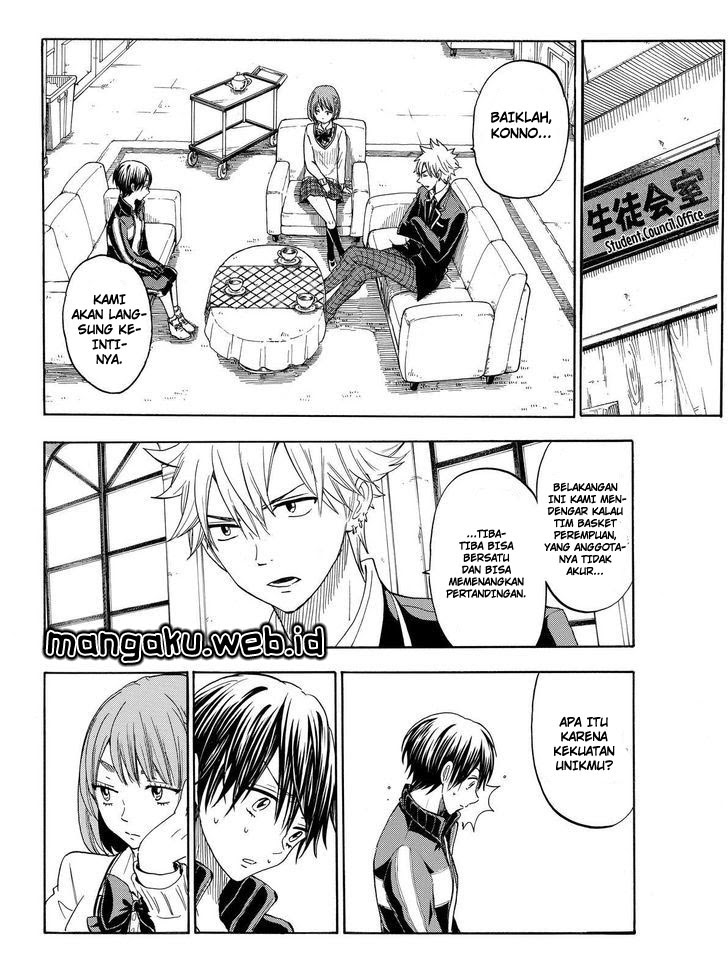 生徒会室
Student Council Office
BAIKLAH,
KONNO...
KAMI
AKAN LANG-
SUNG KE-
INTI-
NYA.
BELAKANGAN
INI KAMI MEN-
DENGAR KALAU
TIM BASKET
PEREMPUAN,
YANG ANGGOTA-
NYA TIDAK
AKUR...
...TIBA-
TIBA BISA
BERSATU
DAN BISA
MEMENANGKAN
PERTANDINGAN.
mangaku.web.id
APA ITU
KARENA
KEKUATAN
UNIKMU?